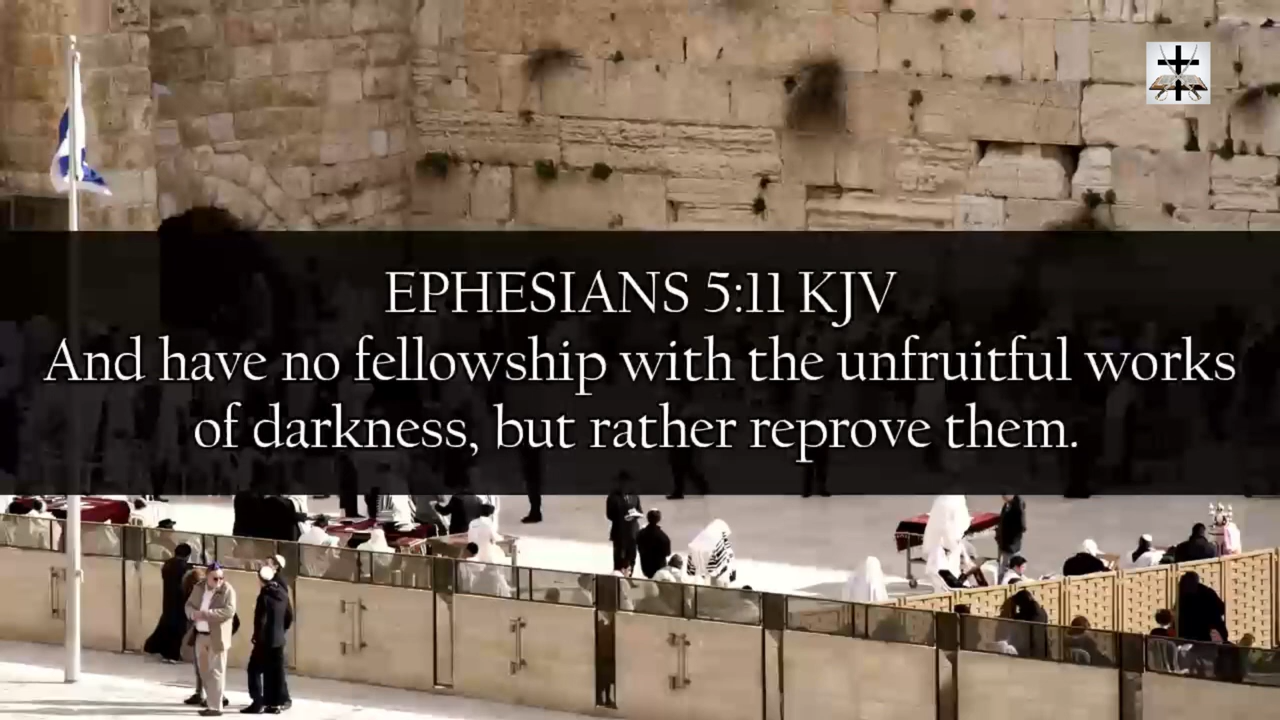 EPHESIANS 5:11 KJV
And have no fellowship with the unfruitful works
of darkness, but rather reprove them.